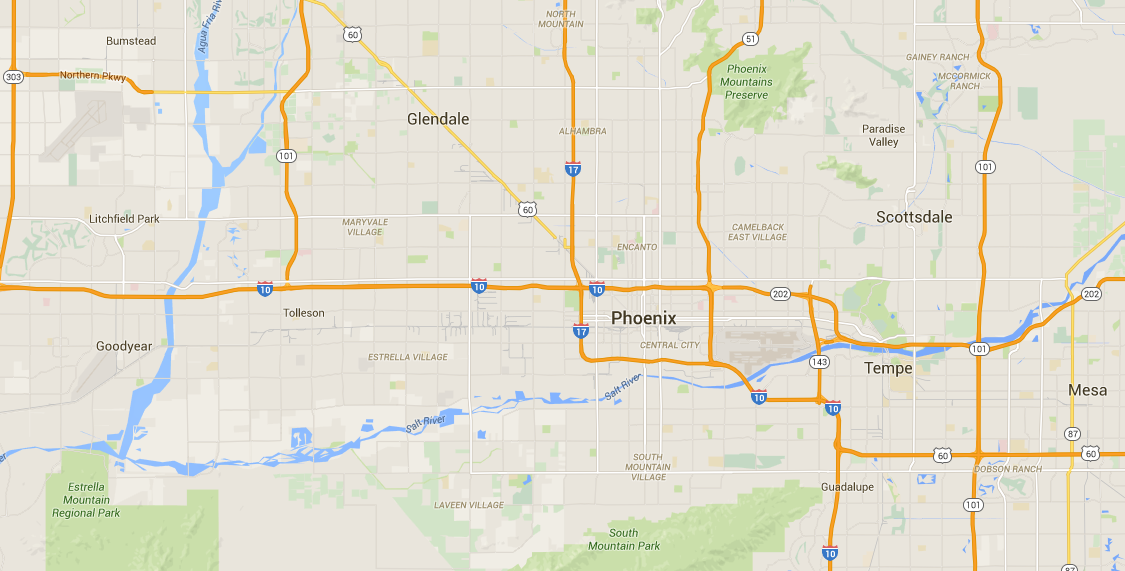 NORTH
MOUNTAIN
60
51
Bumstead
Agua Fria Riv
GAINEY RANCH
303
Northern Pkwy
Phoenix
Mountains
Preserve
MCCORMICK
RANCH
Glendale
ALHAMBRA
Paradise
Valley
101
17
101
60
Litchfield Park
MARYVALE
VILLAGE
Scottsdale
CAMELBACK
EAST VILLAGE
ENCANTO
10
10
10
202
202
Tolleson
Phoenix
17
Goodyear
CENTRAL CITY
101
ESTRELLA VILLAGE
143
Tempe
Salt River
Mesa
10
10
Salt River
87
60
60
SOUTH
MOUNTAIN
VILLAGE
DOBSON RANCH
Estrella
Mountain
Regional Park
Guadalupe
LAVEEN VILLAGE
101
South
Mountain Park
10
87